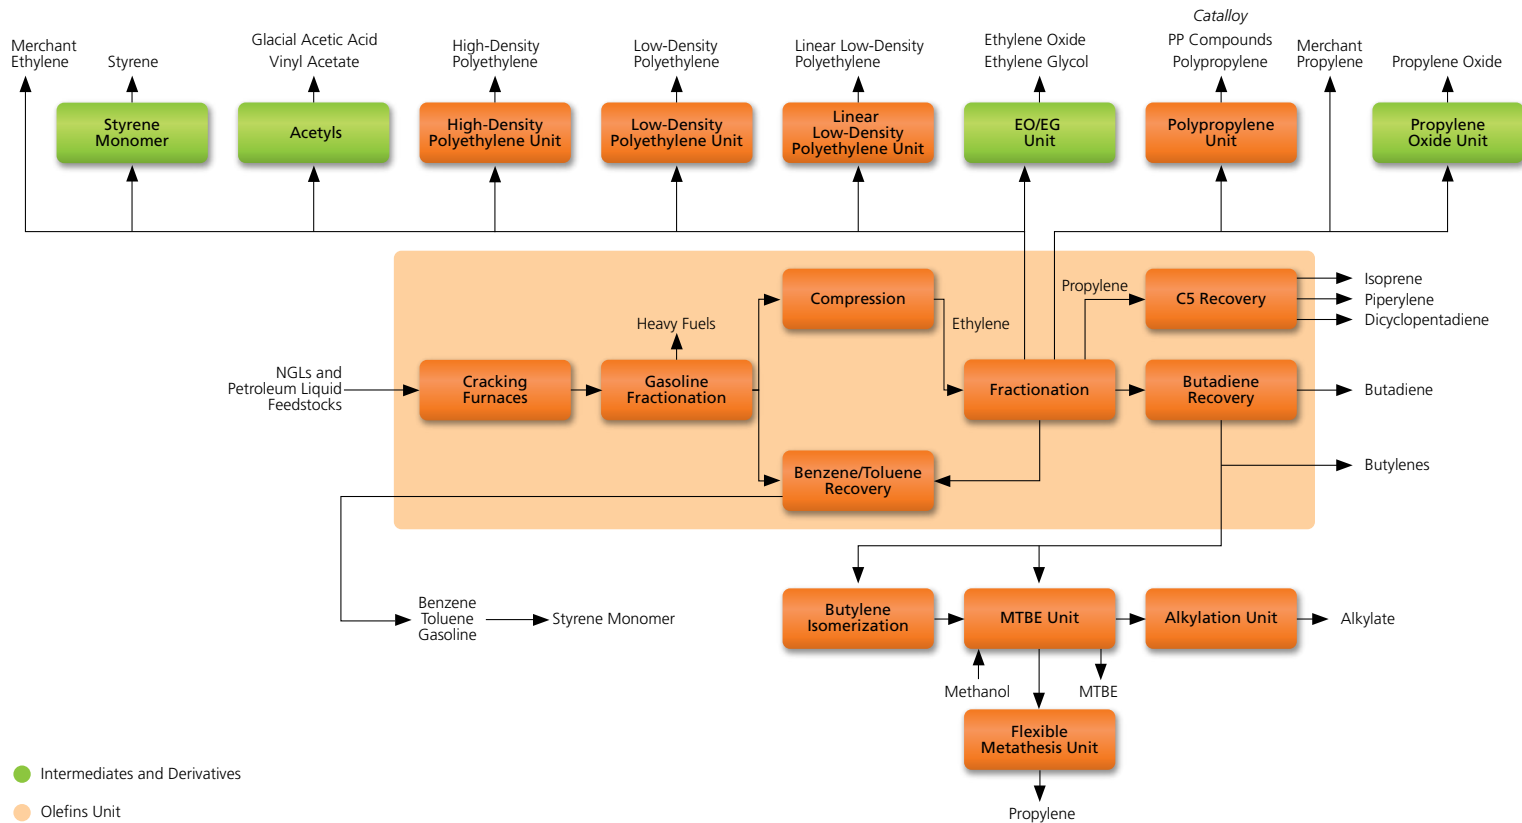 Merchant
Ethylene
Styrene
Glacial Acetic Acid
Vinyl Acetate
High-Density
Polyethylene
Low-Density
Polyethylene
Linear Low-Density
Polyethylene
Ethylene Oxide
Ethylene Glycol
Catalloy
PP Compounds
Polypropylene
Merchant
Propylene
Propylene Oxide
Styrene
Monomer
Acetyls
High-Density
Polyethylene Unit
Low-Density
Polyethylene Unit
Linear
Low-Density
Polyethylene Unit
EO/EG
Unit
Polypropylene
Unit
Propylene
Oxide Unit
Compression
Ethylene
Propylene
C5 Recovery
Isoprene
Piperylene
Dicyclopentadiene
Heavy Fuels
NGLs and
Petroleum Liquid
Feedstocks
Cracking
Furnaces
Gasoline
Fractionation
Fractionation
Butadiene
Recovery
Butadiene
Benzene/Toluene
Recovery
Butylenes
Benzene
Toluene
Gasoline
Styrene Monomer
Butylene
Isomerization
MTBE Unit
Alkylation Unit
Alkylate
Methanol
MTBE
Flexible
Metathesis Unit
Propylene
Intermediates and Derivatives
Olefins Unit